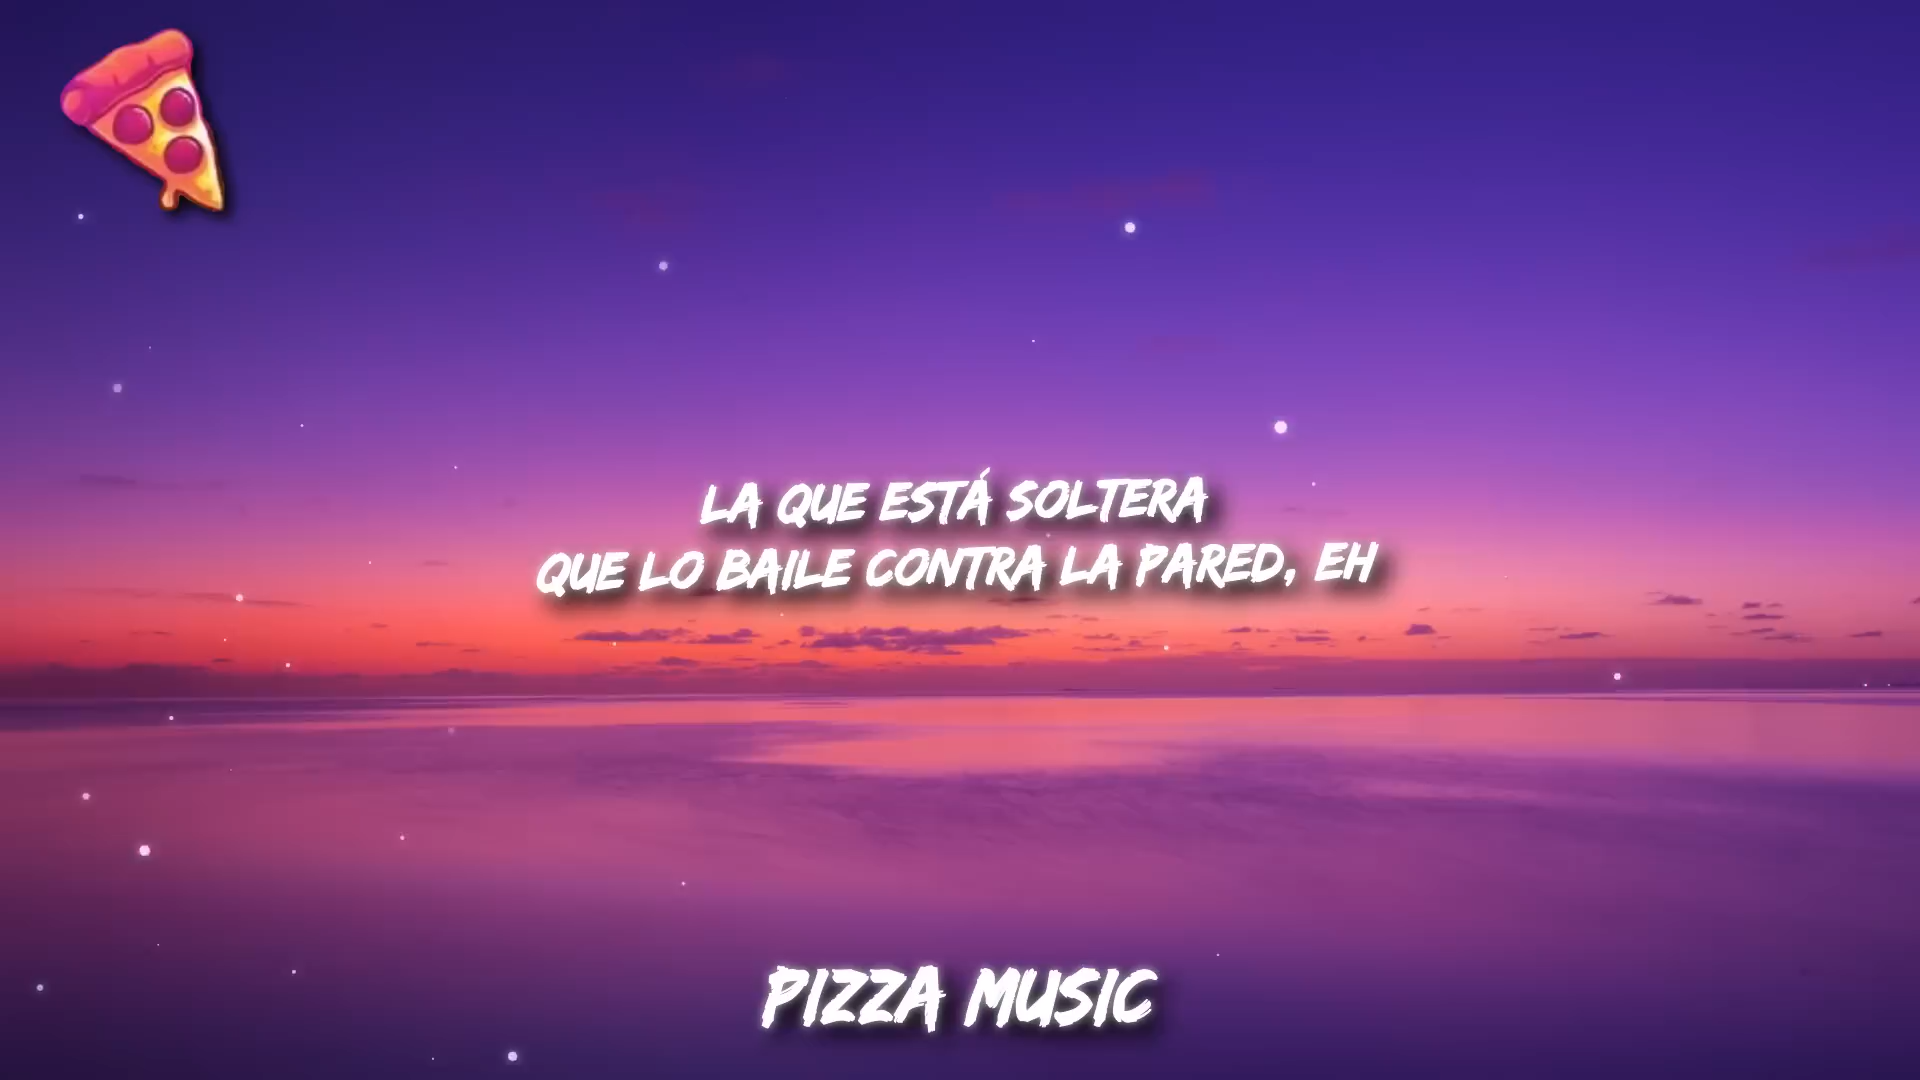 LA QUE ESTÁ SOLTERA
QUE LO BAILE CONTRA LA PARED, EH
PIZZA MUSIC